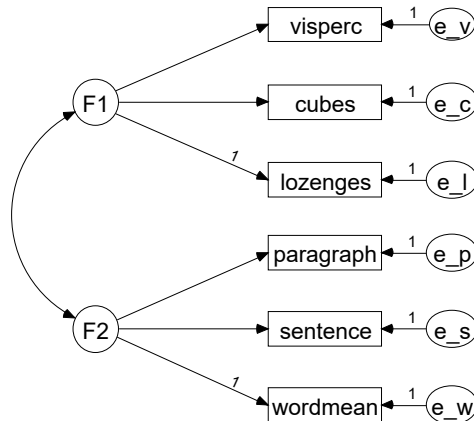 visperc 1 e_v
F1 cubes 1 e_c
1 lozenges 1 e_l
paragraph 1 e_p
F2 sentence 1 e_s
1 wordmean 1 e_w